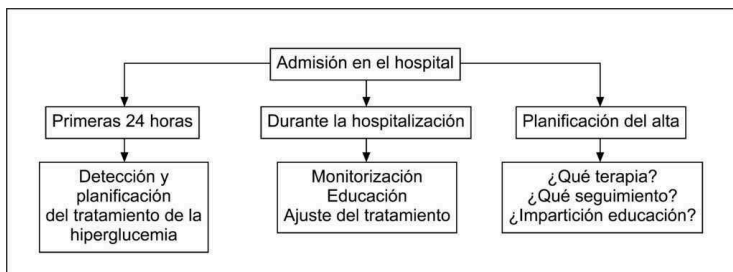 Admisión en el hospital
Primeras 24 horas
Durante la hospitalización
Planificación del alta
Detección y
planificación
del tratamiento de la
hiperglucemia
Monitorización
Educación
Ajuste del tratamiento
¿Qué terapia?
¿Qué seguimiento?
¿Impartición educación?